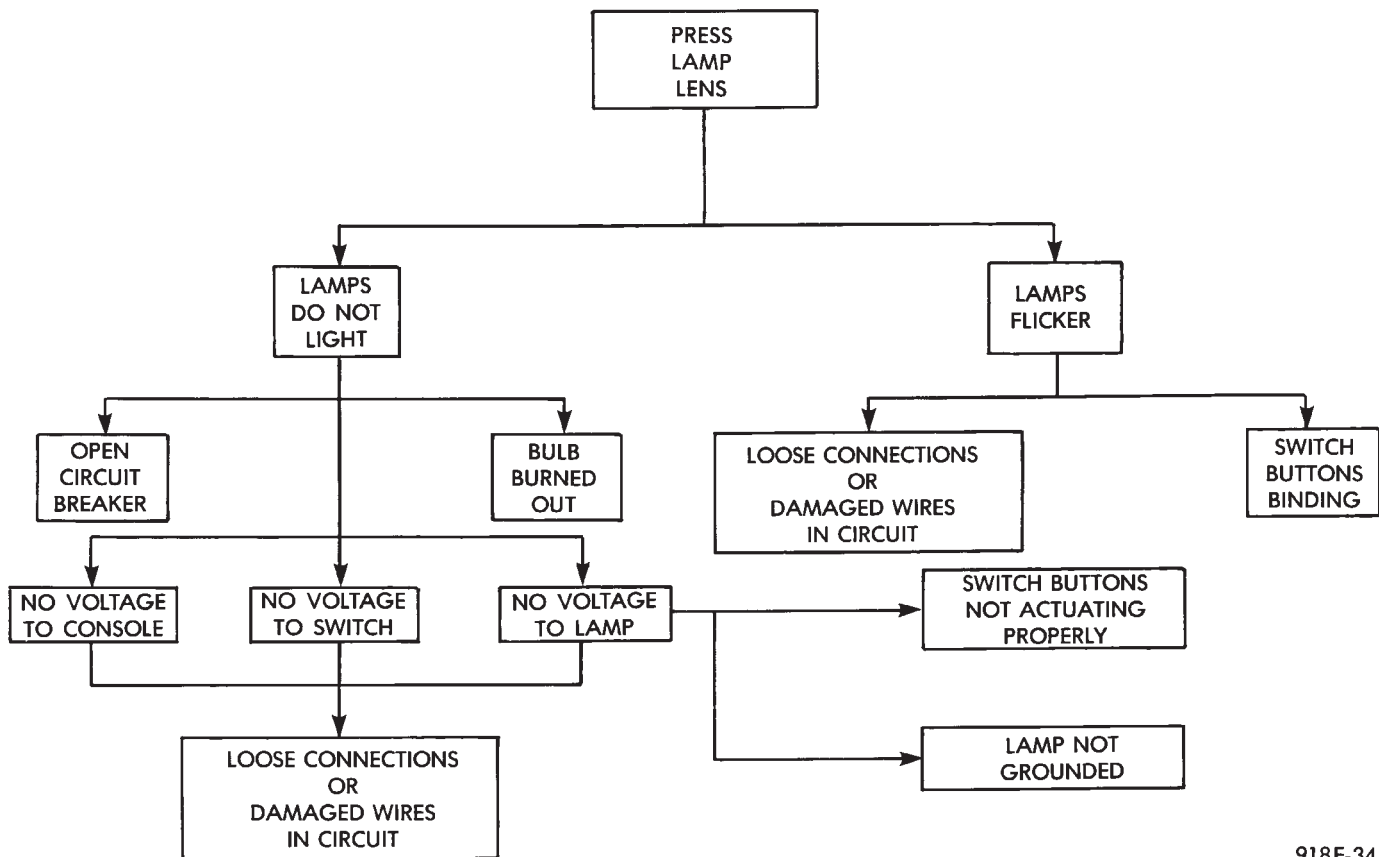 PRESS
LAMP
LENS
LAMPS
DO NOT
LIGHT
LAMPS
FLICKER
OPEN
CIRCUIT
BREAKER
BULB
BURNED
OUT
LOOSE CONNECTIONS
OR
DAMAGED WIRES
IN CIRCUIT
SWITCH
BUTTONS
BINDING
NO VOLTAGE
TO CONSOLE
NO VOLTAGE
TO SWITCH
NO VOLTAGE
TO LAMP
SWITCH BUTTONS
NOT ACTUATING
PROPERLY
LOOSE CONNECTIONS
OR
DAMAGED WIRES
IN CIRCUIT
LAMP NOT
GROUNDED
918F-34